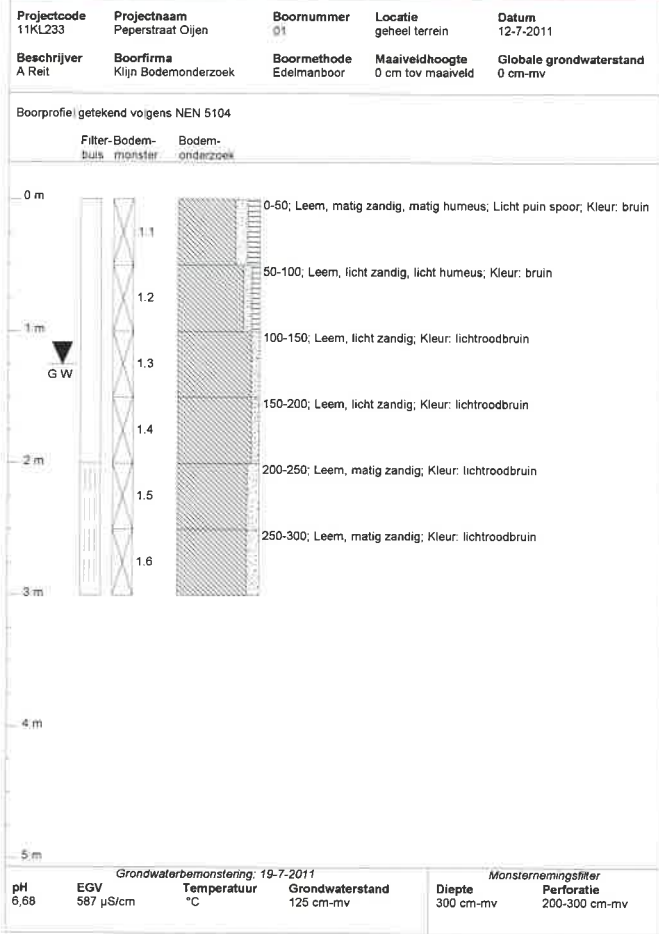 Projectcode Projectnaam Boornummer Locatie Datum
11KL233 Peperstraat Oijen 01 geheel terrein 12-7-2011
Beschrijver Boorfirma Boormethode Maaiveldhoogte Globale grondwaterstand
A Reit Klijn Bodemonderzoek Edelmanboor 0 cm tov maaiveld 0 cm-mv
Boorprofiel getekend volgens NEN 5104
Filter- Bodem- Bodem-
buis monster onderzoek
0 m
0-50; Leem, matig zandig, matig humeus; Licht puin spoor; Kleur: bruin
1.1
50-100; Leem, licht zandig, licht humeus; Kleur: bruin
1.2
1 m
100-150; Leem, licht zandig; Kleur: lichtroodbruin
1.3
GW
150-200; Leem, licht zandig; Kleur: lichtroodbruin
1.4
2 m
200-250; Leem, matig zandig; Kleur: lichtroodbruin
1.5
250-300; Leem, matig zandig; Kleur: lichtroodbruin
1.6
3 m
4 m
5 m
Grondwaterbemonstering: 19-7-2011 Monsternemingsfilter
pH EGV Temperatuur Grondwaterstand Diepte Perforatie
6,68 587 µS/cm °C 125 cm-mv 300 cm-mv 200-300 cm-mv